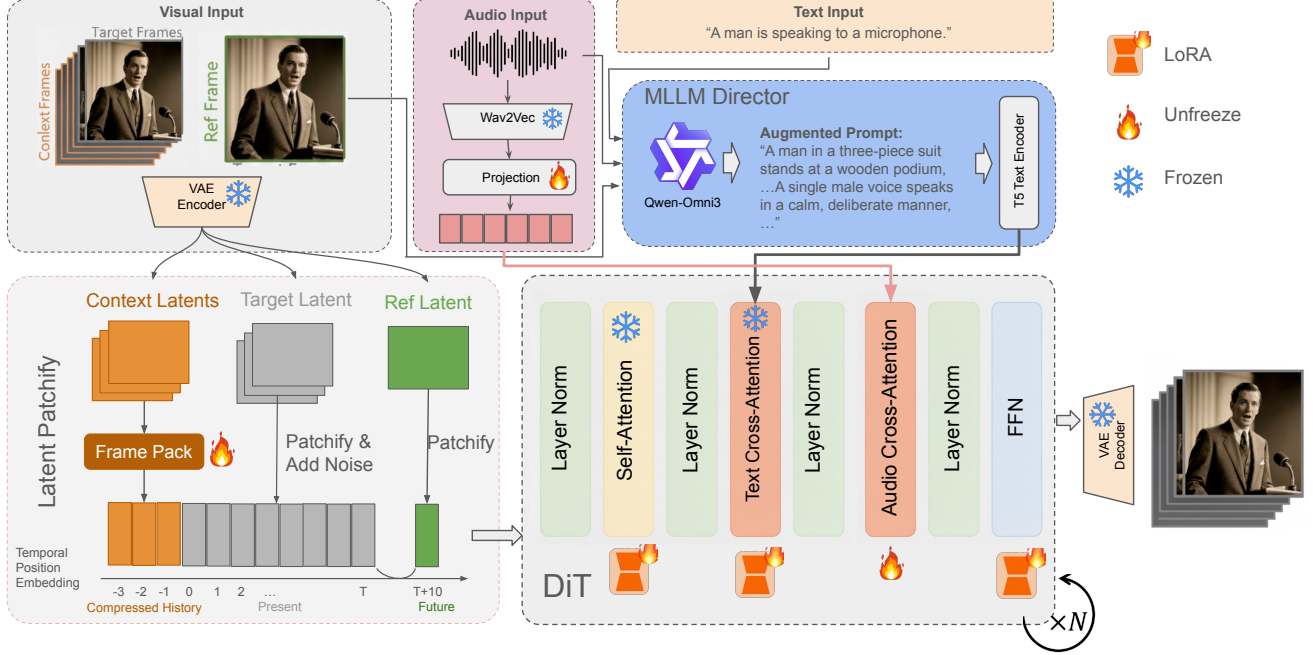 Visual Input
Target Frames
Context Frames
Ref Frame
VAE
Encoder
Audio Input
Wav2Vec
Projection
Text Input
“A man is speaking to a microphone.”
MLLM Director
Qwen-Omni3
Augmented Prompt:
“A man in a three-piece suit
stands at a wooden podium,
…A single male voice speaks
in a calm, deliberate manner,
…”
T5 Text Encoder
LoRA
Unfreeze
Frozen
Latent Patchify
Context Latents
Target Latent
Ref Latent
Frame Pack
Patchify &
Add Noise
Patchify
Temporal
Position
Embedding
-3 -2 -1 0 1 2 … T T+10
Compressed History
Present
Future
Layer Norm
Self-Attention
Layer Norm
Text Cross-Attention
Layer Norm
Audio Cross-Attention
Layer Norm
FFN
DiT
×N
VAE
Decoder